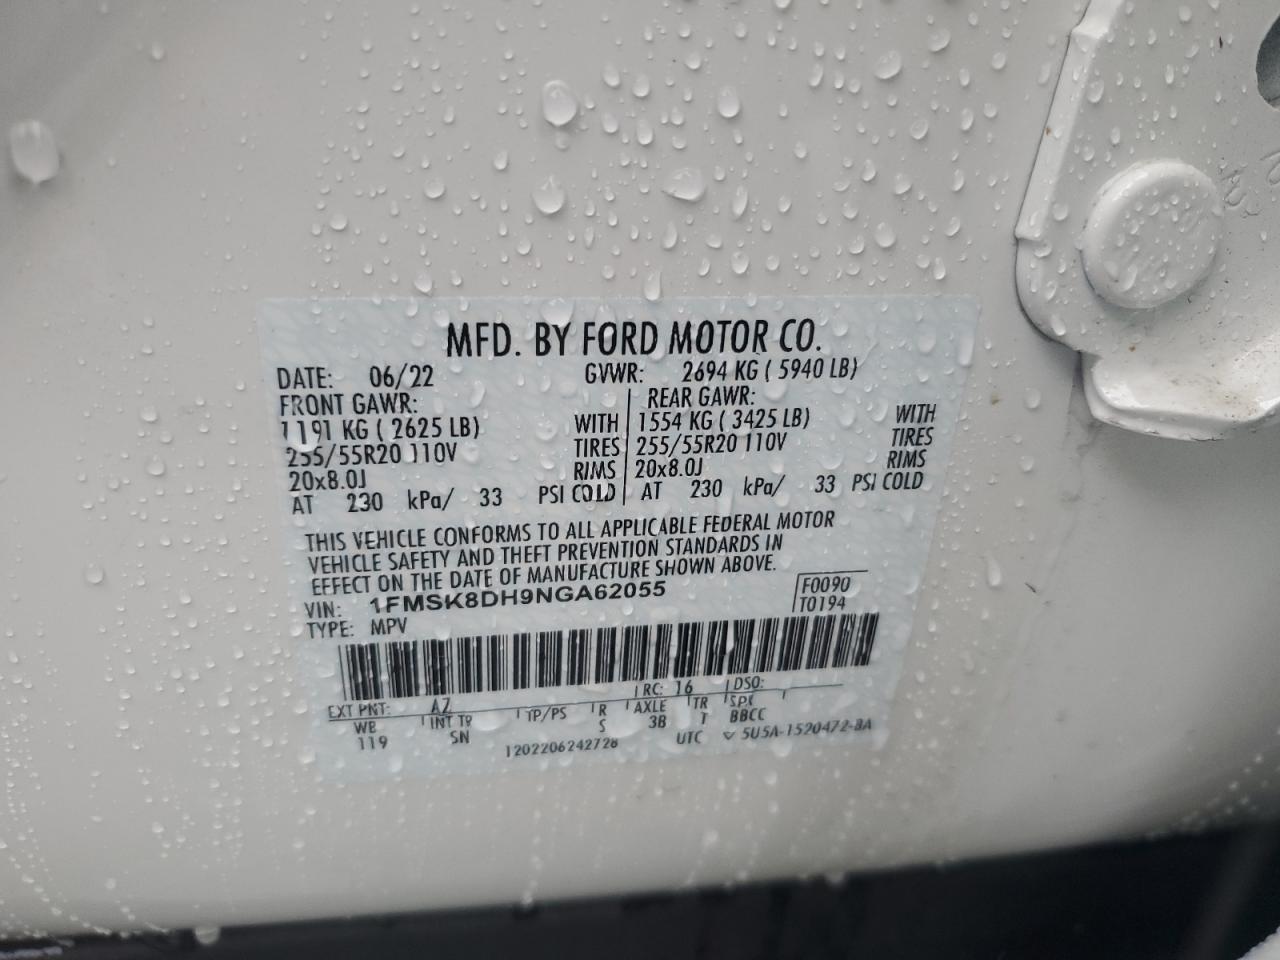 MFD. BY FORD MOTOR CO.
DATE: 06/22 GVWR: 2694 KG ( 5940 LB)
FRONT GAWR: REAR GAWR:
1191 KG ( 2625 LB) WITH 1554 KG ( 3425 LB) WITH
255/55R20 110V TIRES 255/55R20 110V TIRES
20x8.0J RIMS 20x8.0J RIMS
AT 230 kPa/ 33 PSI COLD AT 230 kPa/ 33 PSI COLD
THIS VEHICLE CONFORMS TO ALL APPLICABLE FEDERAL MOTOR
VEHICLE SAFETY AND THEFT PREVENTION STANDARDS IN
EFFECT ON THE DATE OF MANUFACTURE SHOWN ABOVE.
VIN: 1FMSK8DH9NGA62055 F0090
TYPE: MPV T0194
EXT PNT: AZ RC: 16 DSO:
WB INT TR TP/PS R AXLE TR SPR
119 SN S 3B T BBCC
1202206242728 UTC ▽ 5U5A-1520472-BA